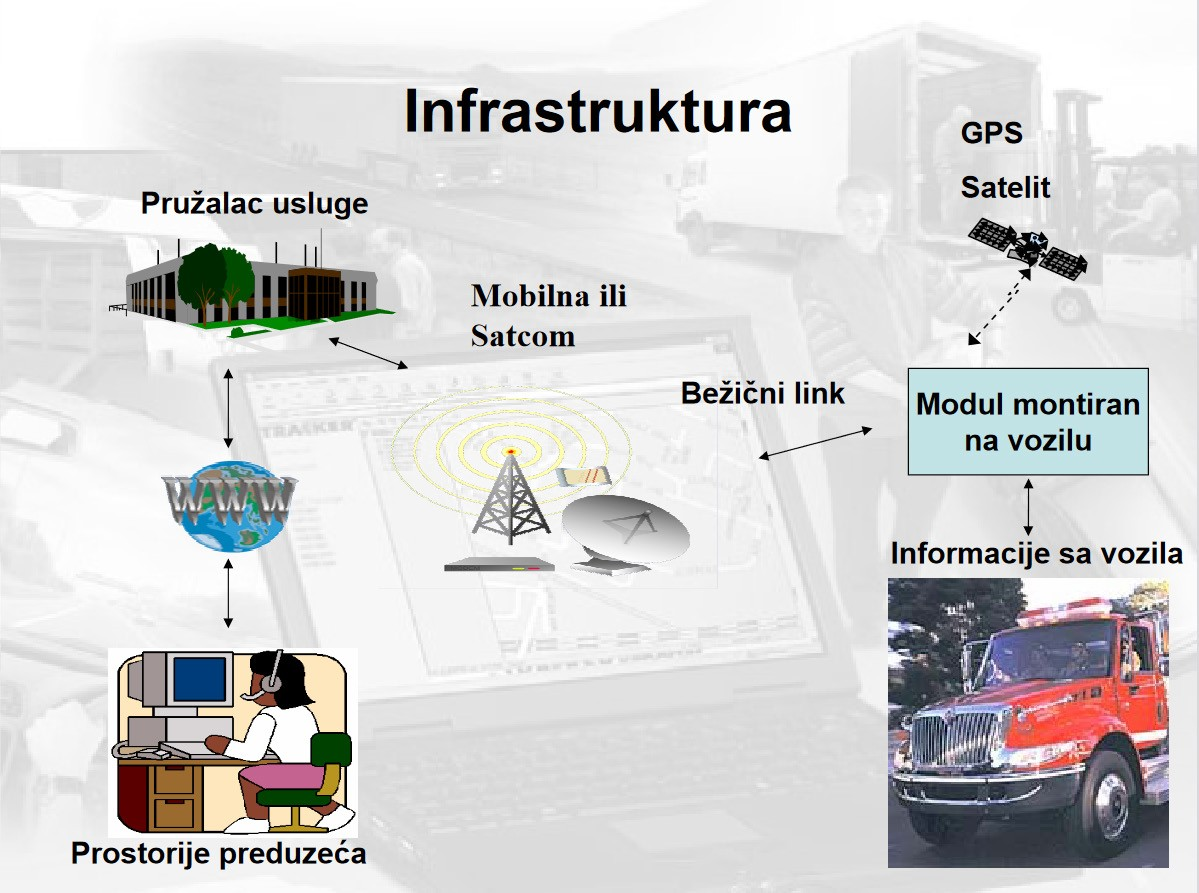 Infrastruktura
GPS
Satelit
Pružalac usluge
Mobilna ili
Satcom
Bežični link
Modul montiran
na vozilu
TRACKER
WWW
Informacije sa vozila
Prostorije preduzeća